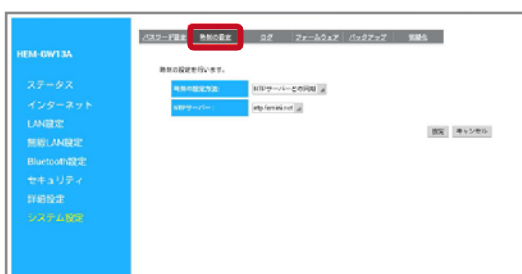 パスワード設定 時刻の設定 ログ ファームウェア バックアップ 初期化
HEM-GW13A
時刻の設定を行います。
ステータス
時刻の設定方法: NTPサーバーとの同期
インターネット
NTPサーバー:
LAN設定
設定 キャンセル
無線LAN設定
Bluetooth設定
セキュリティ
詳細設定
システム設定